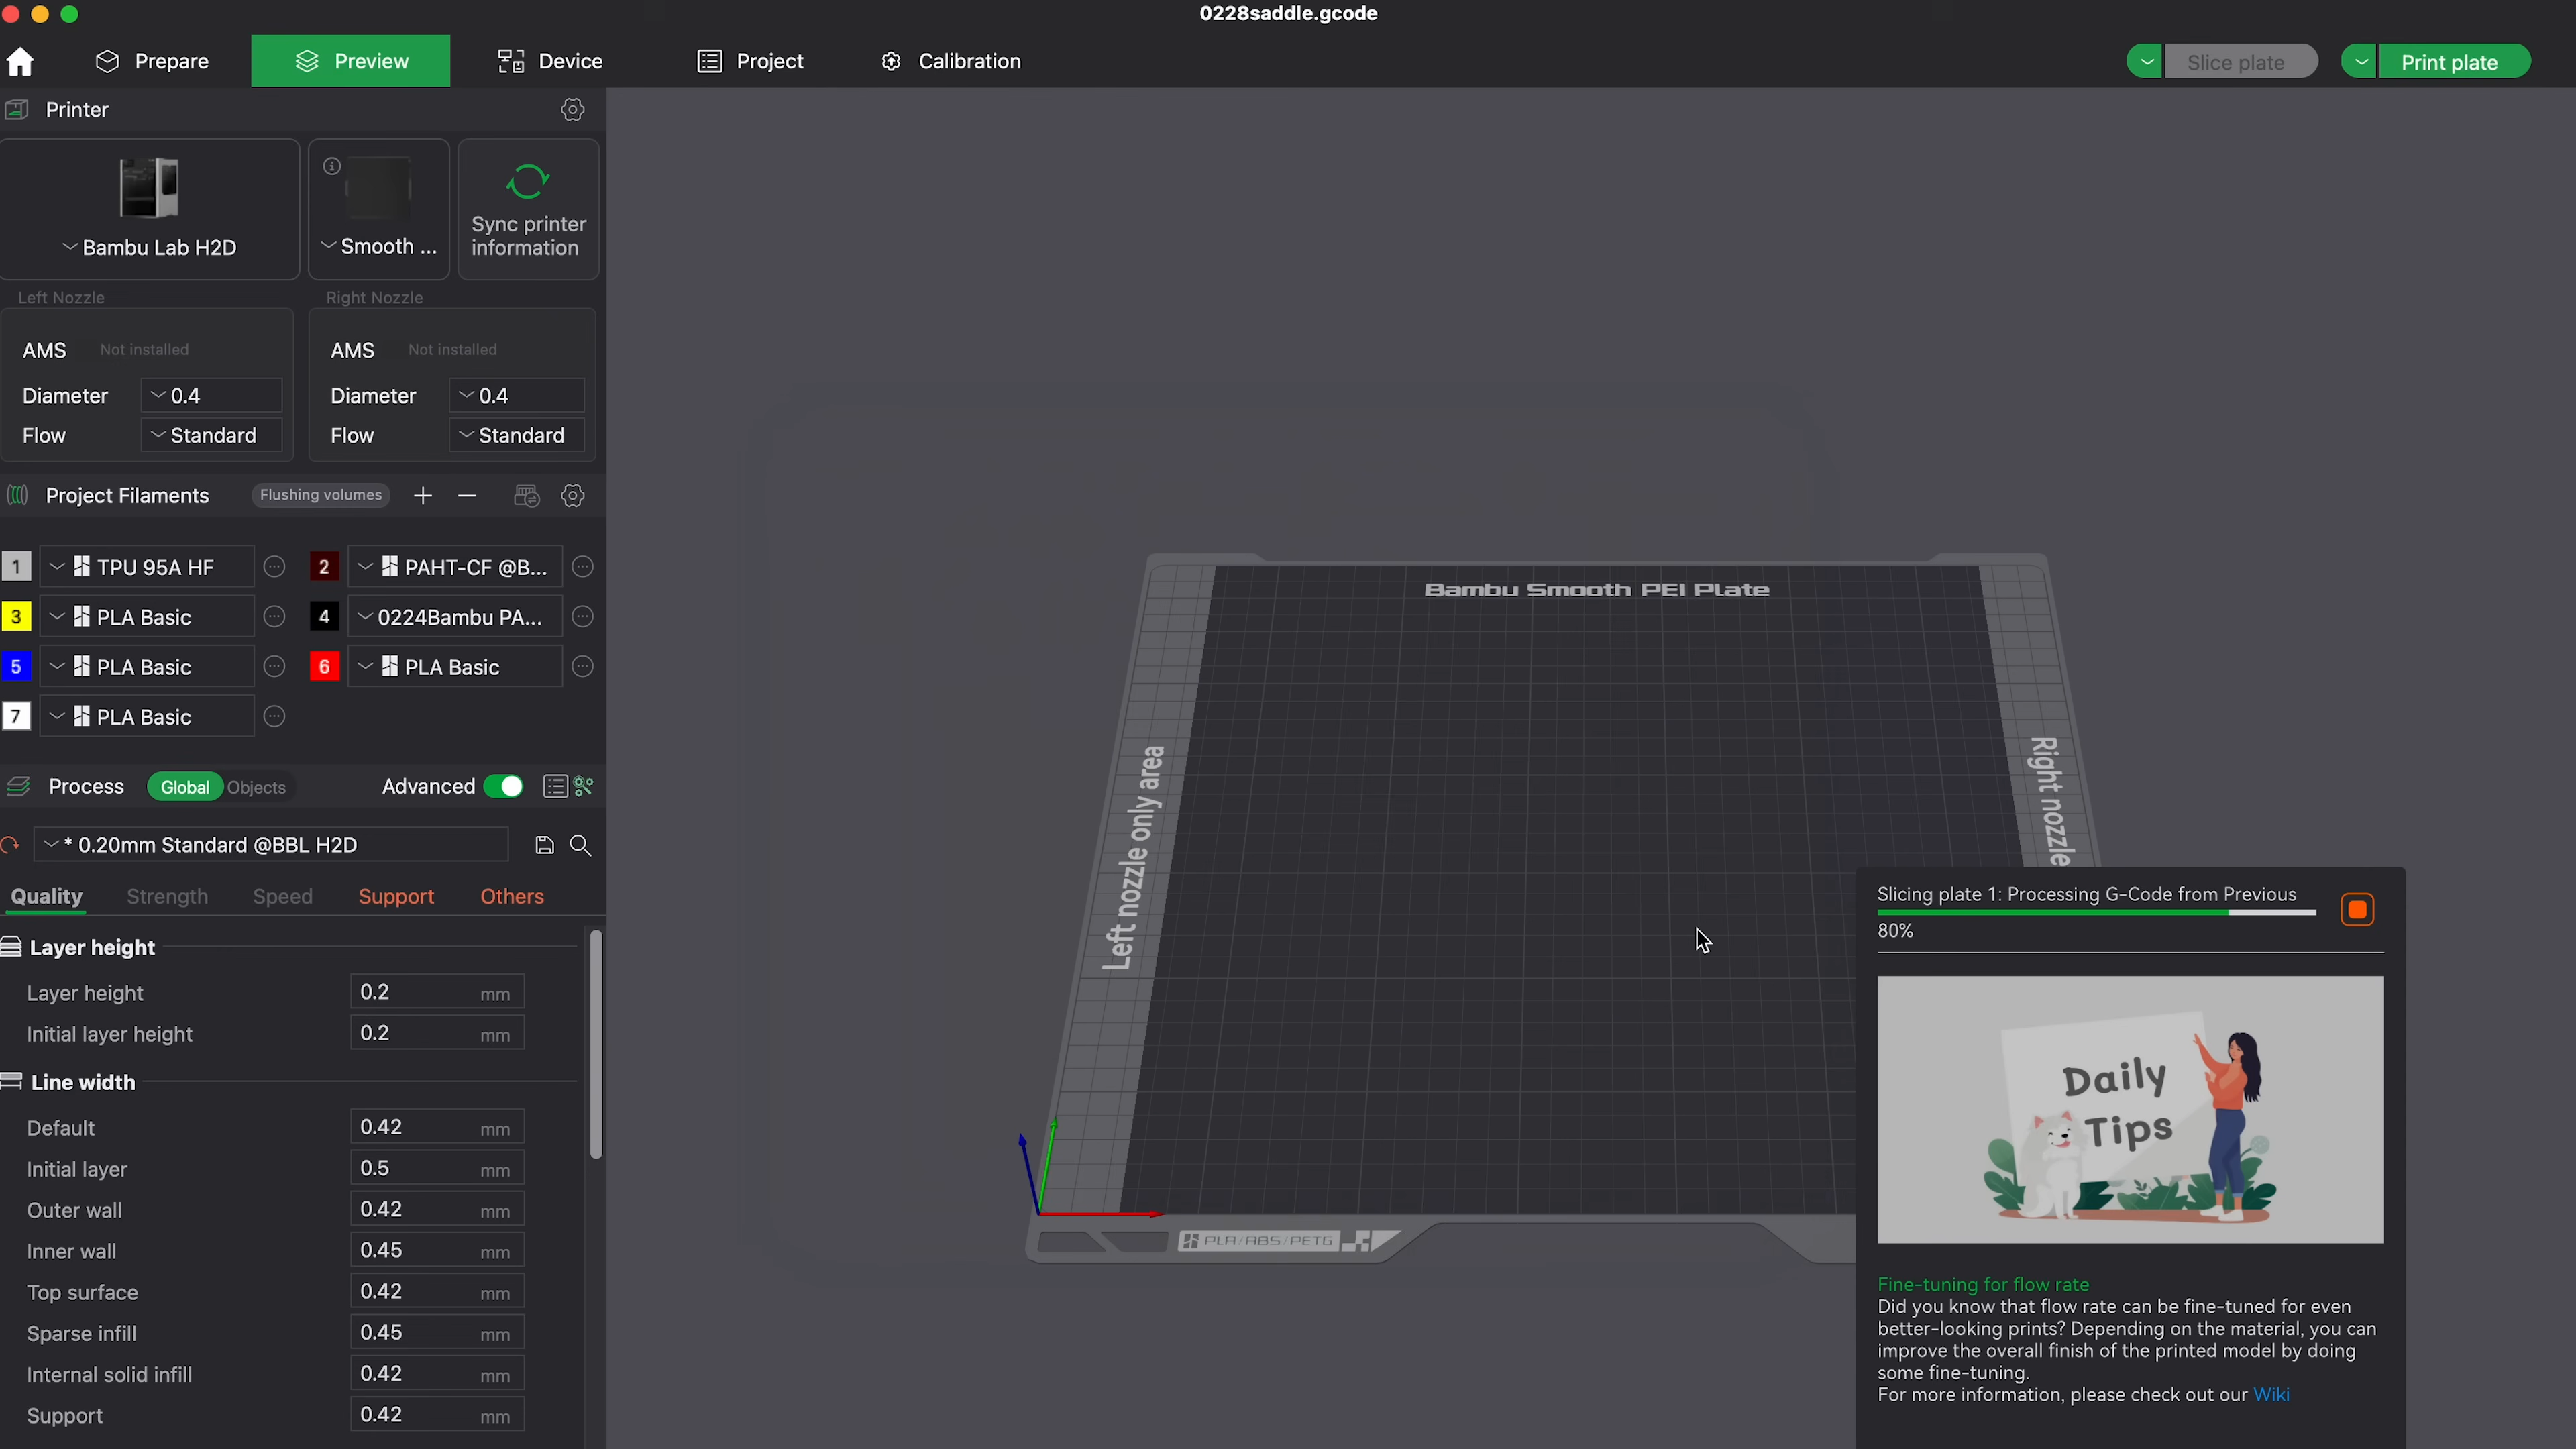 0228saddle.gcode
Prepare
Preview
Device
Project
Calibration
Slice plate
Print plate
Printer
Bambu Lab H2D
Smooth ...
Sync printer
information
Left Nozzle
Right Nozzle
AMS Not installed
AMS Not installed
Diameter 0.4
Diameter 0.4
Flow Standard
Flow Standard
Project Filaments
Flushing volumes
1 TPU 95A HF
2 PAHT-CF @B...
3 PLA Basic
4 0224Bambu PA...
5 PLA Basic
6 PLA Basic
7 PLA Basic
Process
Global
Objects
Advanced
* 0.20mm Standard @BBL H2D
Quality
Strength
Speed
Support
Others
Layer height
Layer height 0.2 mm
Initial layer height 0.2 mm
Line width
Default 0.42 mm
Initial layer 0.5 mm
Outer wall 0.42 mm
Inner wall 0.45 mm
Top surface 0.42 mm
Sparse infill 0.45 mm
Internal solid infill 0.42 mm
Support 0.42 mm
Bambu Smooth PEI Plate
Left nozzle only area
Right nozzle
PLA/ABS/PETG
Slicing plate 1: Processing G-Code from Previous
80%
Daily
Tips
Fine-tuning for flow rate
Did you know that flow rate can be fine-tuned for even
better-looking prints? Depending on the material, you can
improve the overall finish of the printed model by doing
some fine-tuning.
For more information, please check out our Wiki